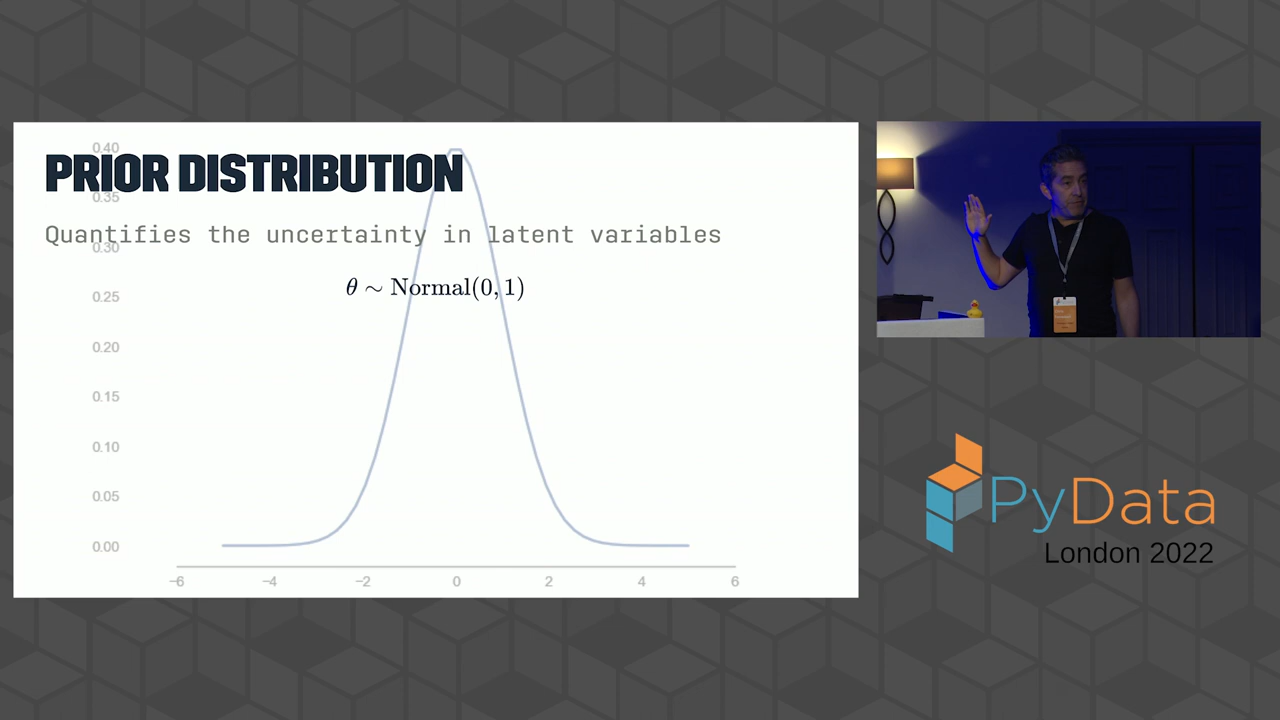 PRIOR DISTRIBUTION
Quantifies the uncertainty in latent variables
θ ∼ Normal(0, 1)
0.40
0.35
0.30
0.25
0.20
0.15
0.10
0.05
0.00
−6 −4 −2 0 2 4 6
PyData
London 2022